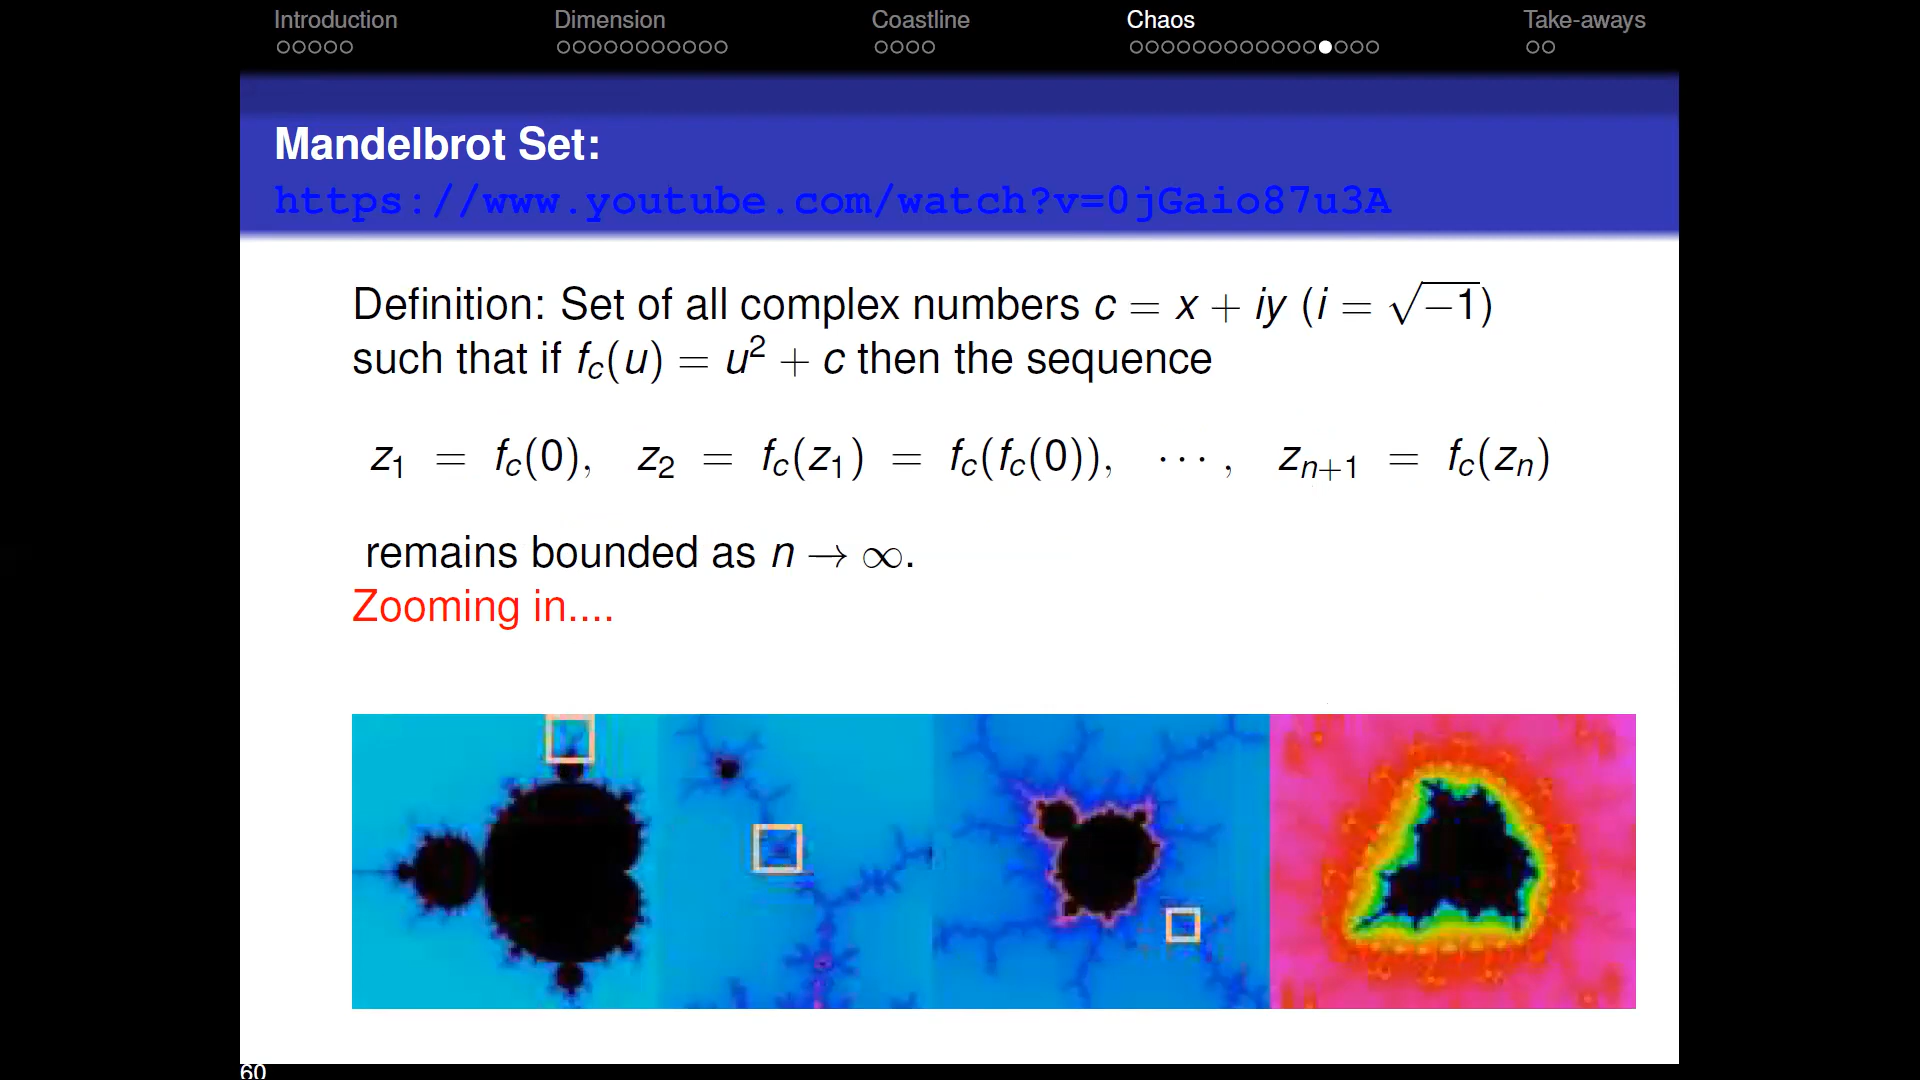 Introduction Dimension Coastline Chaos Take-aways
Mandelbrot Set:
https://www.youtube.com/watch?v=0jGaio87u3A
Definition: Set of all complex numbers c = x + iy (i = √−1)
such that if f_c(u) = u² + c then the sequence
z₁ = f_c(0), z₂ = f_c(z₁) = f_c(f_c(0)), ⋯ , z_{n+1} = f_c(z_n)
remains bounded as n → ∞.
Zooming in....
60